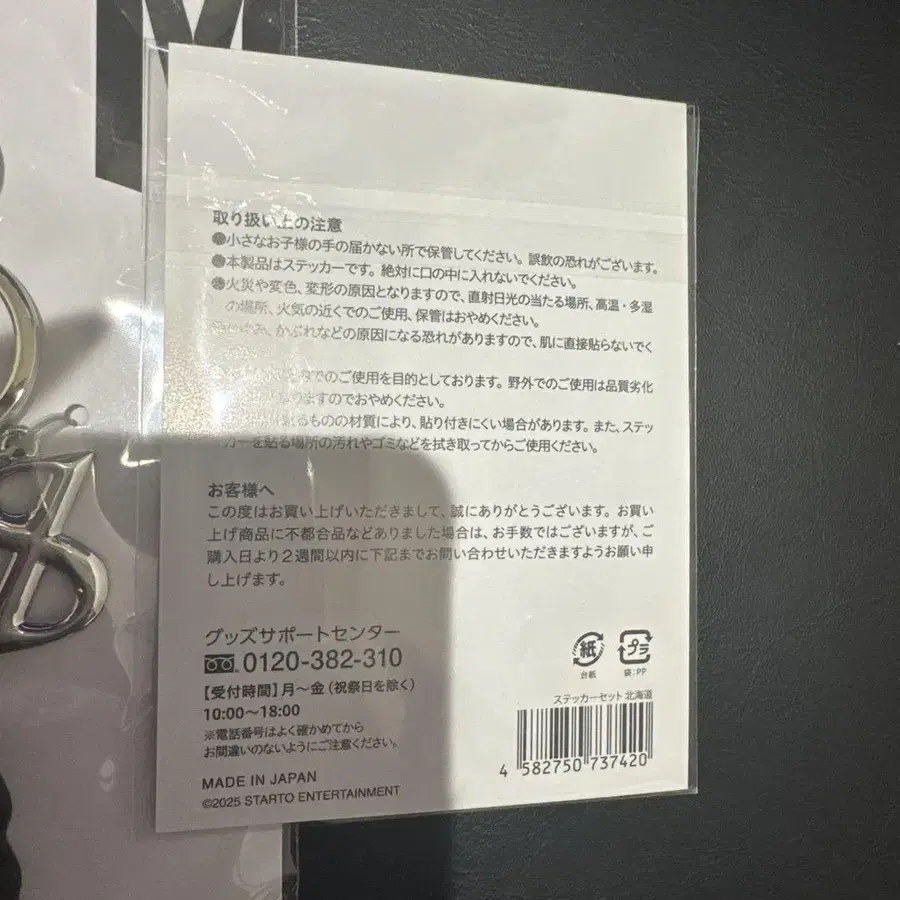 取り扱い上の注意
●小さなお子様の手の届かない所で保管してください。誤飲の恐れがございます。
●本製品はステッカーです。絶対に口の中に入れないでください。
●火災や変色、変形の原因となりますので、直射日光の当たる場所、高温・多湿
の場所、火気の近くでのご使用、保管はおやめください。
かぶれなどの原因になる恐れがありますので、肌に直接貼らないでく
でのご使用を目的としております。野外でのご使用は品質劣化
りますのでおやめください。
貼るものの材質により、貼り付きにくい場合があります。また、ステッ
カーを貼る場所の汚れやゴミなどを拭き取ってからご使用ください。
お客様へ
この度はお買い上げいただきまして、誠にありがとうございます。お買い
上げ商品に不都合品などありました場合は、お手数ではございますが、ご
購入日より2週間以内に下記までお問い合わせいただきますようお願い申
し上げます。
グッズサポートセンター
0120-382-310
【受付時間】月〜金(祝祭日を除く)
10:00〜18:00
※電話番号はよく確かめてから
お間違いのないようにご注意ください。
MADE IN JAPAN
©2025 STARTO ENTERTAINMENT
紙 プラ
台紙 袋:PP
ステッカーセット 北海道
4 582750 737420